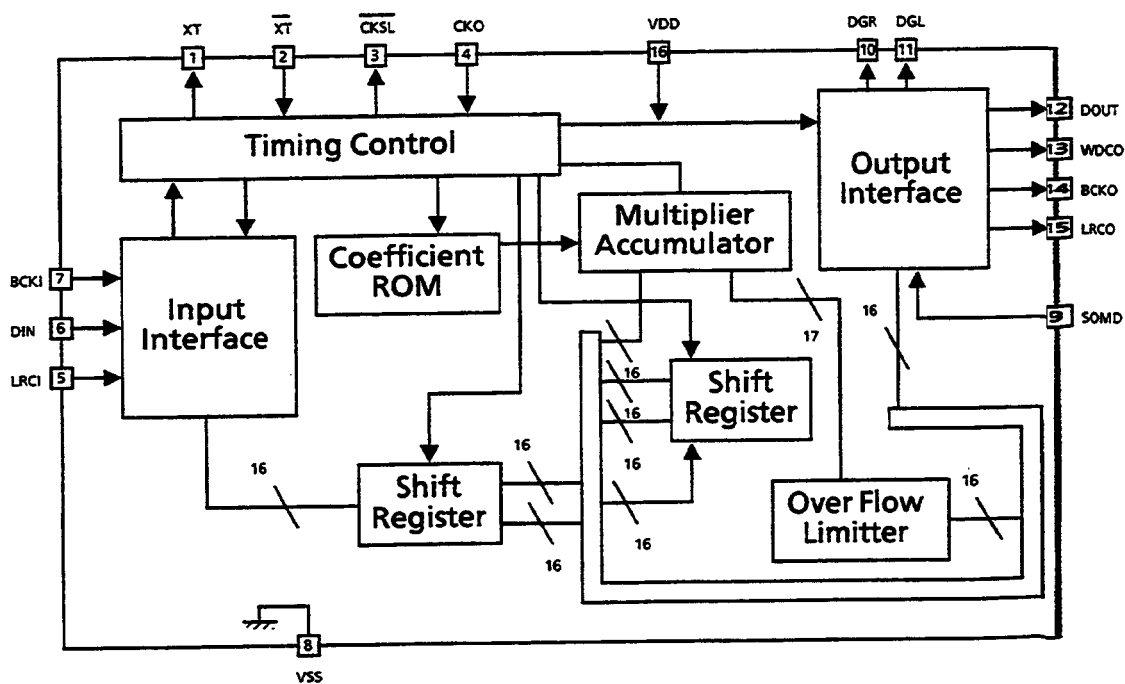 XT
XT
CKSL
CKO
VDD
DGR
DGL
1
2
3
4
16
10
11
Timing Control
Output
Interface
12
DOUT
13
WDCO
14
BCKO
15
LRCO
9
SOMD
Multiplier
Accumulator
Coefficient
ROM
BCKI
7
DIN
6
LRCI
5
Input
Interface
17
16
16
16
Shift
Register
16
16
16
16
16
16
Shift
Register
Over Flow
Limitter
8
VSS